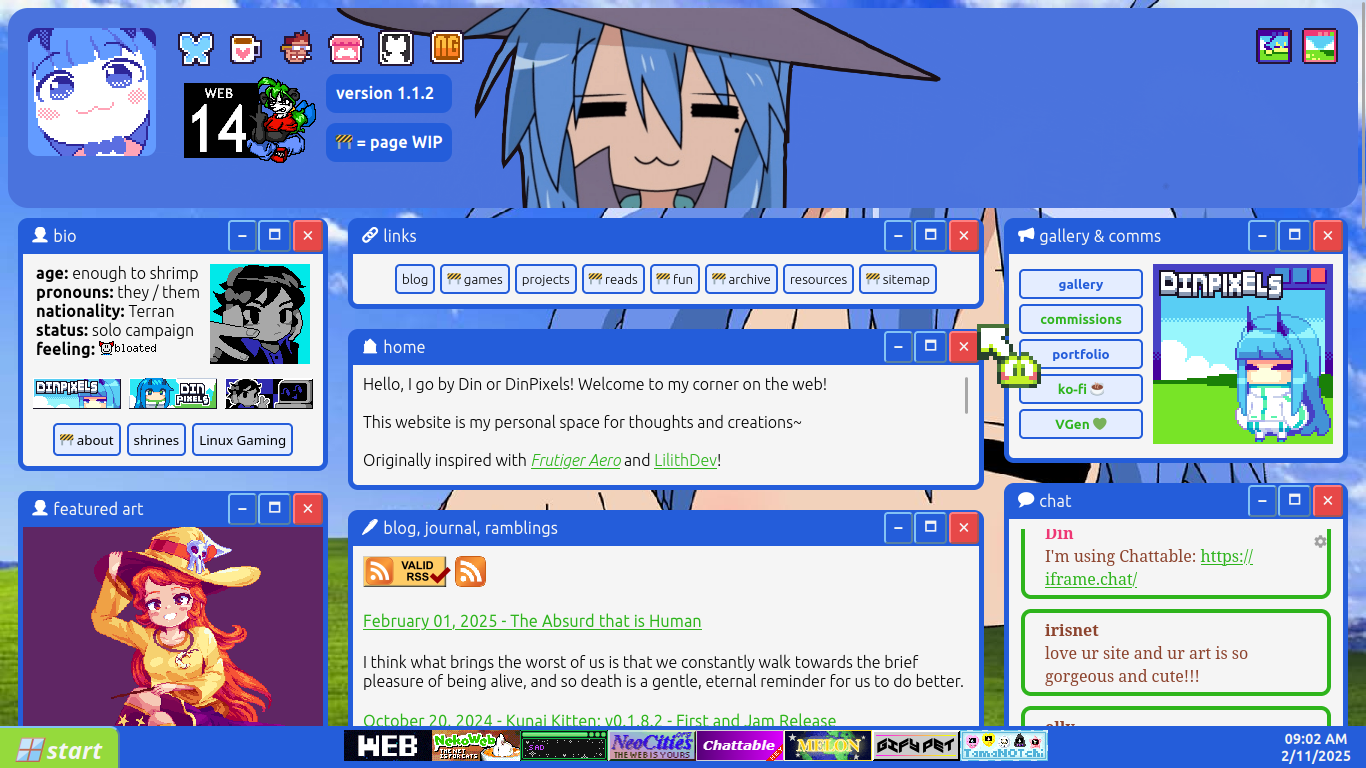 WEB
14
NG
version 1.1.2
🚧 = page WIP
bio
age: enough to shrimp
pronouns: they / them
nationality: Terran
status: solo campaign
feeling: bloated
DINPIXELS
DIN
PIXELS
🚧 about
shrines
Linux Gaming
featured art
links
blog
🚧 games
projects
🚧 reads
🚧 fun
🚧 archive
resources
🚧 sitemap
home
Hello, I go by Din or DinPixels! Welcome to my corner on the web!
This website is my personal space for thoughts and creations~
Originally inspired with Frutiger Aero and LilithDev!
blog, journal, ramblings
VALID
RSS
February 01, 2025 - The Absurd that is Human
I think what brings the worst of us is that we constantly walk towards the brief
pleasure of being alive, and so death is a gentle, eternal reminder for us to do better.
October 20, 2024 - Kunai Kitten: v0.1.8.2 - First and Jam Release
gallery & comms
gallery
commissions
portfolio
ko-fi ☕
VGen 💚
DINPIXELS
chat
Din
I'm using Chattable: https://
iframe.chat/
irisnet
love ur site and ur art is so
gorgeous and cute!!!
start
WEB
NekoWeb
SAD
NeoCities.org
THE WEB IS YOURS
Chattable
MELON
GIFYPET
TamaNOTchi
09:02 AM
2/11/2025